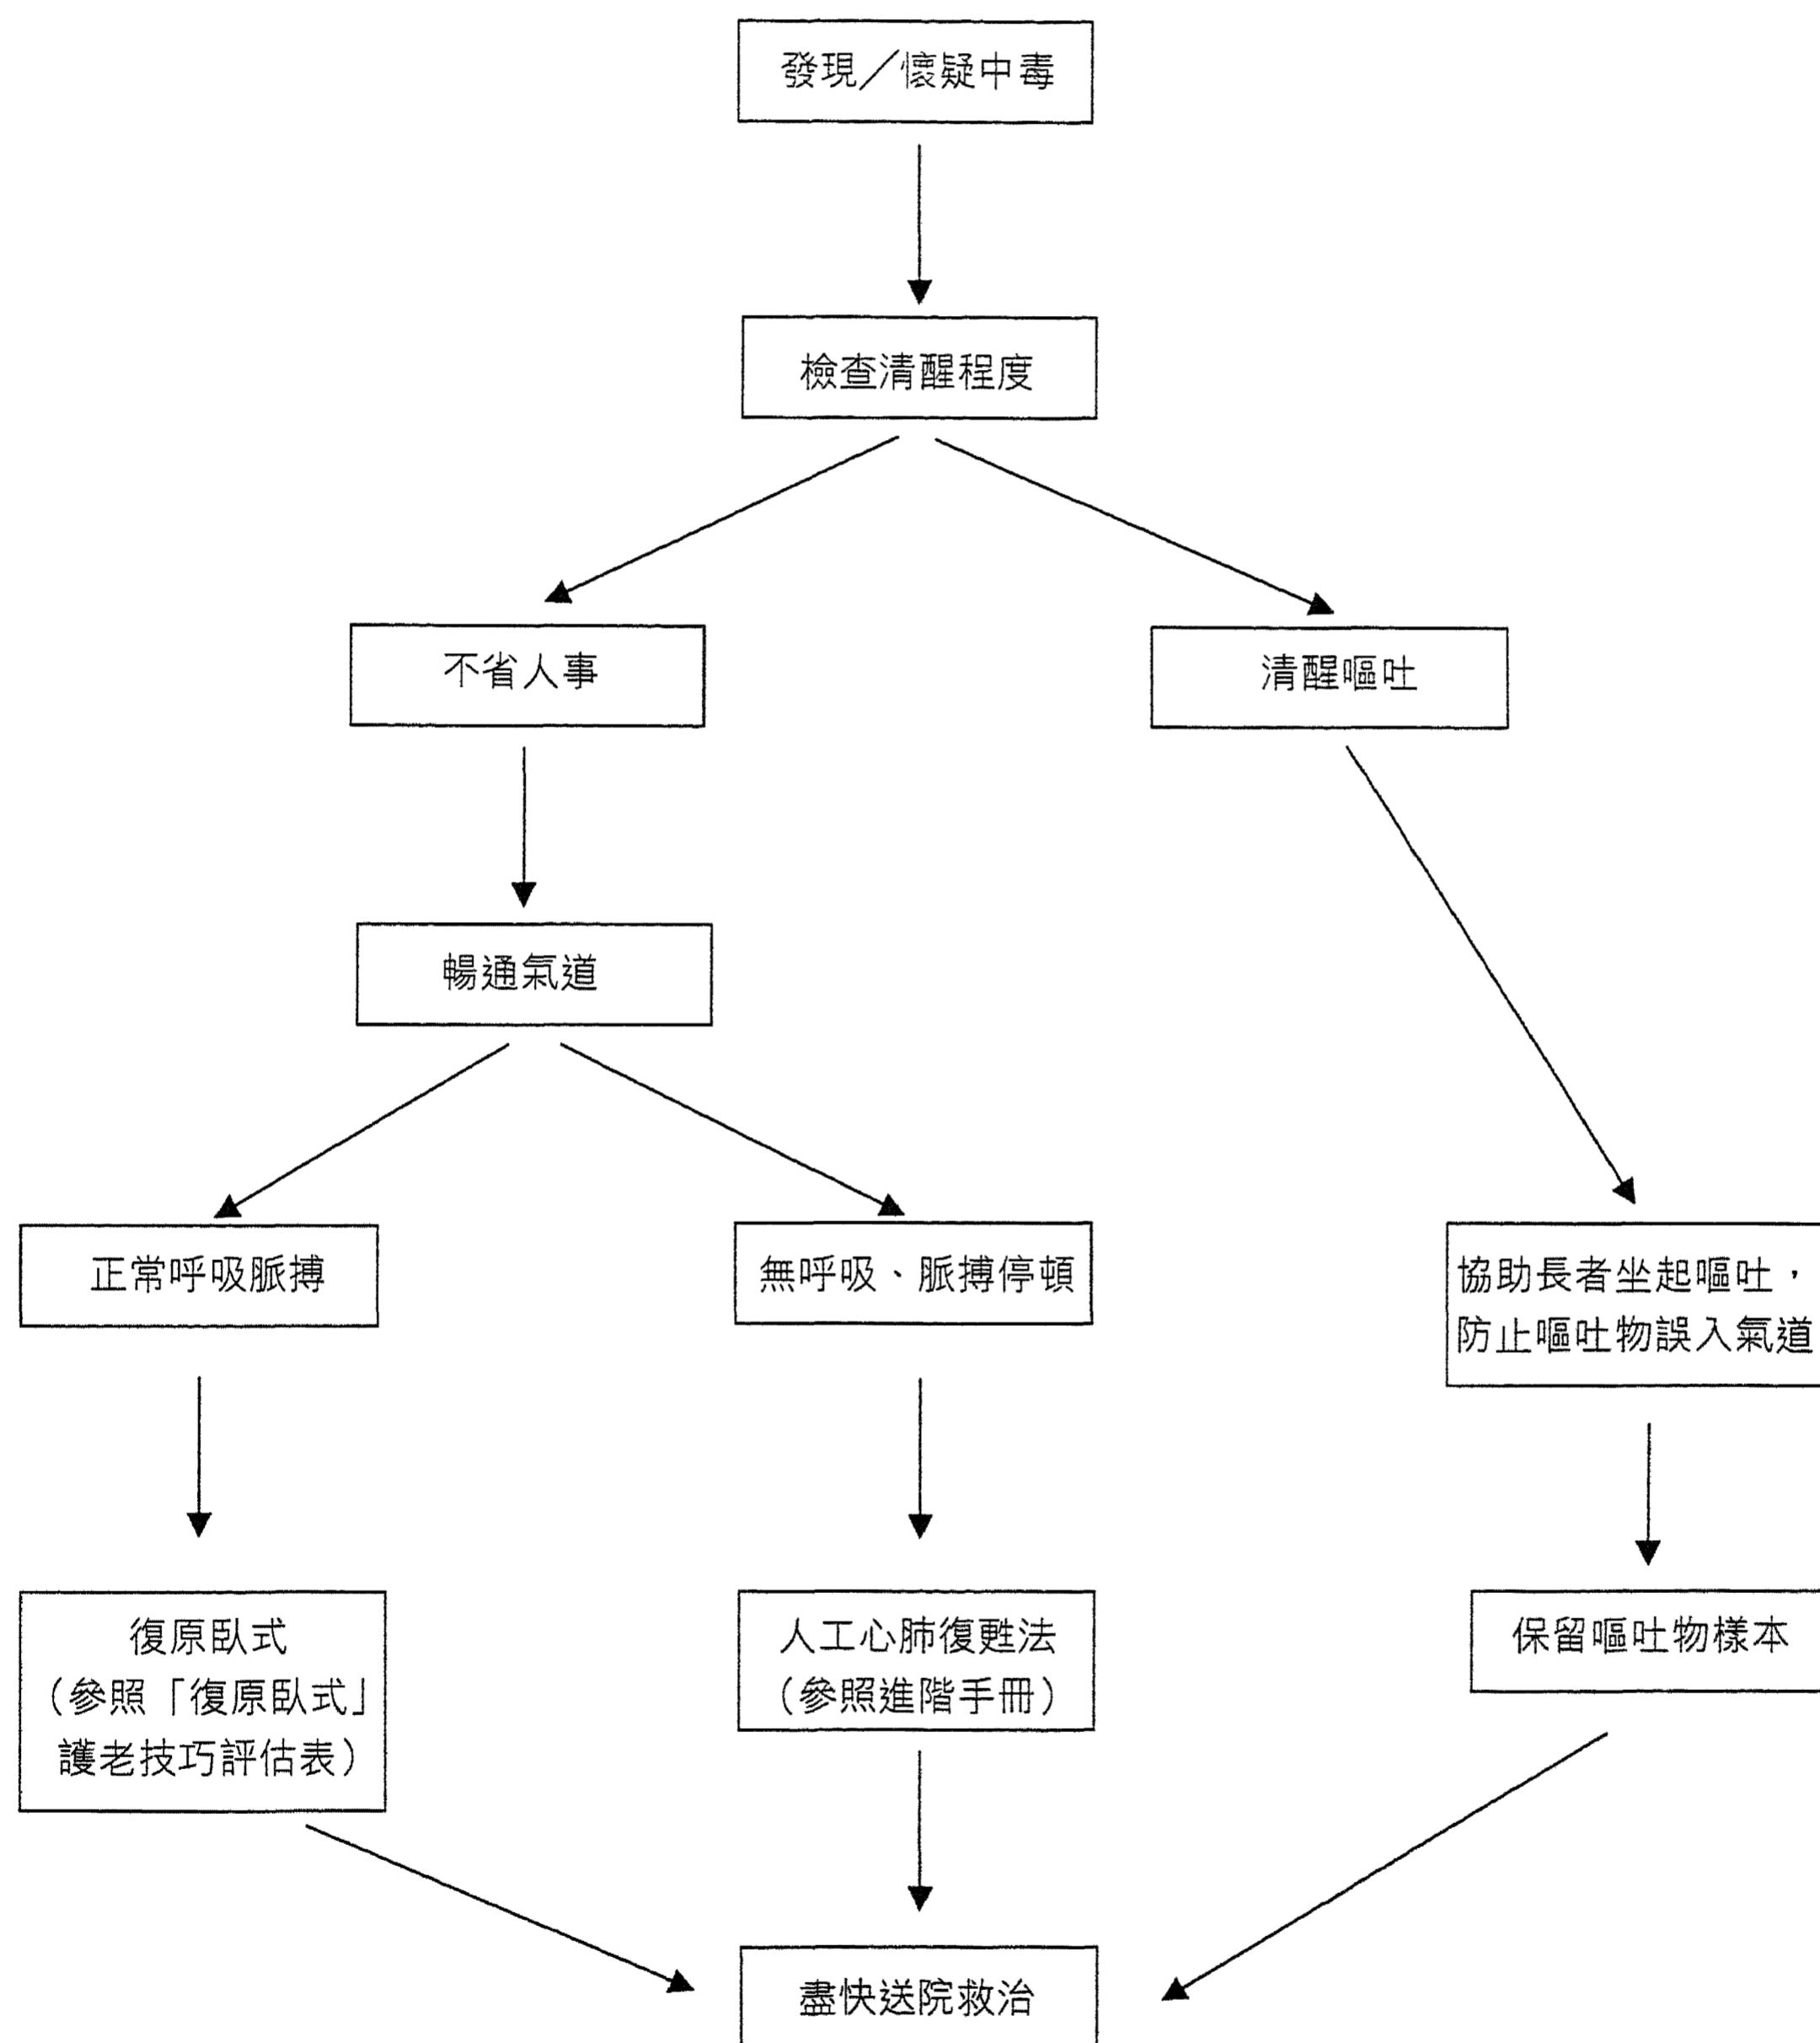 發現／懷疑中毒
檢查清醒程度
不省人事
清醒嘔吐
暢通氣道
正常呼吸脈搏
無呼吸、脈搏停頓
協助長者坐起嘔吐，
防止嘔吐物誤入氣道
復原臥式
（參照「復原臥式」
護老技巧評估表）
人工心肺復甦法
（參照進階手冊）
保留嘔吐物樣本
盡快送院救治